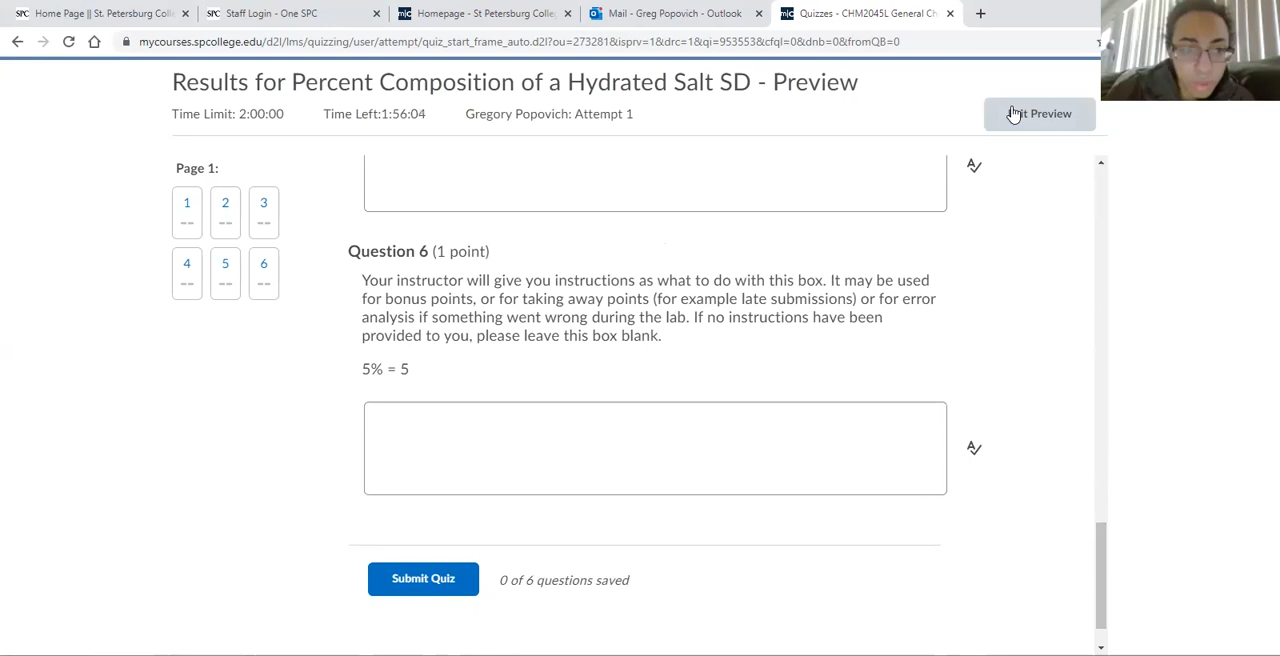 Home Page || St. Petersburg Colle
Staff Login - One SPC
Homepage - St Petersburg Colle
Mail - Greg Popovich - Outlook
Quizzes - CHM2045L General Ch
mycourses.spcollege.edu/d2l/lms/quizzing/user/attempt/quiz_start_frame_auto.d2l?ou=273281&isprv=1&drc=1&qi=953553&cfql=0&dnb=0&fromQB=0
Results for Percent Composition of a Hydrated Salt SD - Preview
Time Limit: 2:00:00 Time Left:1:56:04 Gregory Popovich: Attempt 1
it Preview
Page 1:
1 2 3
-- -- --
4 5 6
-- -- --
Question 6 (1 point)
Your instructor will give you instructions as what to do with this box. It may be used
for bonus points, or for taking away points (for example late submissions) or for error
analysis if something went wrong during the lab. If no instructions have been
provided to you, please leave this box blank.
5% = 5
Submit Quiz 0 of 6 questions saved